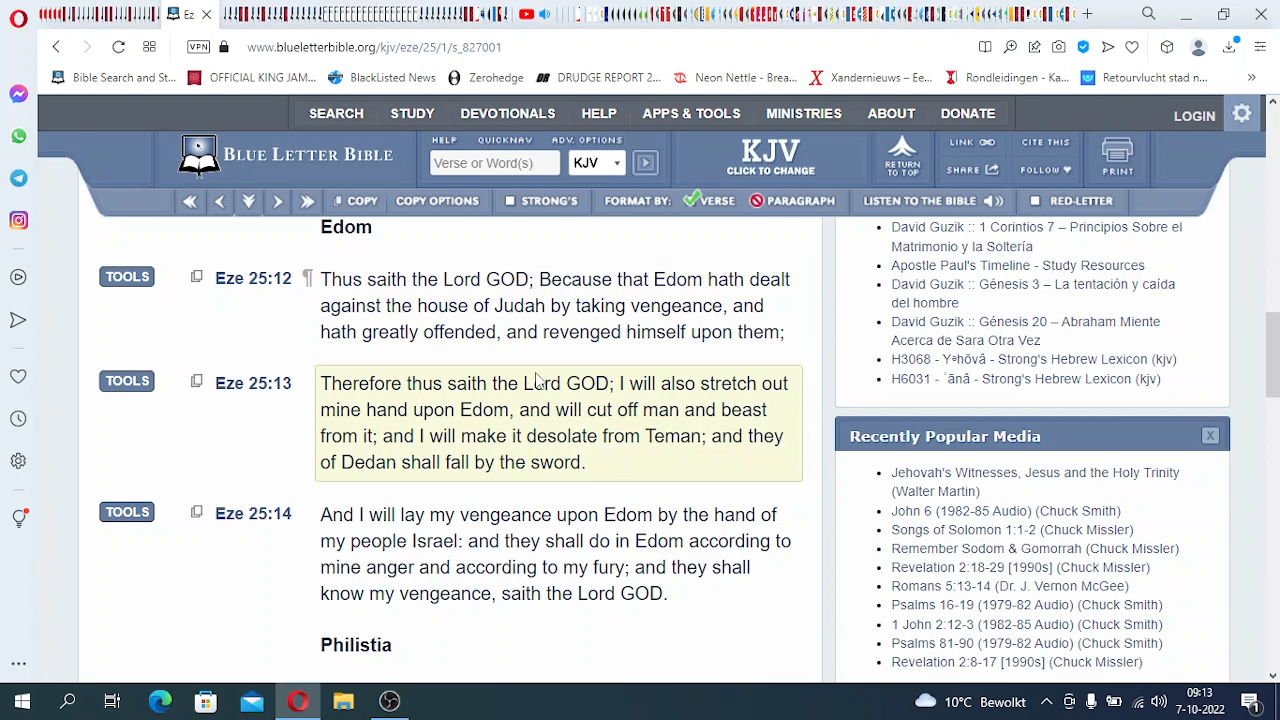 Ez
www.blueletterbible.org/kjv/eze/25/1/s_827001
VPN
Bible Search and St...
OFFICIAL KING JAM...
BlackListed News
Zerohedge
DRUDGE REPORT 2...
Neon Nettle - Brea...
Xandernieuws – Ee...
Rondleidingen - Ka...
Retourvlucht stad n...
SEARCH
STUDY
DEVOTIONALS
HELP
APPS & TOOLS
MINISTRIES
ABOUT
DONATE
LOGIN
BLUE LETTER BIBLE
HELP
QUICKNAV
ADV. OPTIONS
Verse or Word(s)
KJV
KJV
CLICK TO CHANGE
RETURN
TO TOP
LINK
CITE THIS
SHARE
FOLLOW
PRINT
COPY
COPY OPTIONS
STRONG'S
FORMAT BY:
VERSE
PARAGRAPH
LISTEN TO THE BIBLE
RED-LETTER
Edom
TOOLS
Eze 25:12
¶ Thus saith the Lord GOD; Because that Edom hath dealt
against the house of Judah by taking vengeance, and
hath greatly offended, and revenged himself upon them;
TOOLS
Eze 25:13
Therefore thus saith the Lord GOD; I will also stretch out
mine hand upon Edom, and will cut off man and beast
from it; and I will make it desolate from Teman; and they
of Dedan shall fall by the sword.
TOOLS
Eze 25:14
And I will lay my vengeance upon Edom by the hand of
my people Israel: and they shall do in Edom according to
mine anger and according to my fury; and they shall
know my vengeance, saith the Lord GOD.
Philistia
David Guzik :: 1 Corintios 7 – Principios Sobre el
Matrimonio y la Soltería
Apostle Paul's Timeline - Study Resources
David Guzik :: Génesis 3 – La tentación y caída
del hombre
David Guzik :: Génesis 20 – Abraham Miente
Acerca de Sara Otra Vez
H3068 - Yᵊhōvâ - Strong's Hebrew Lexicon (kjv)
H6031 - ʿānâ - Strong's Hebrew Lexicon (kjv)
Recently Popular Media
Jehovah's Witnesses, Jesus and the Holy Trinity
(Walter Martin)
John 6 (1982-85 Audio) (Chuck Smith)
Songs of Solomon 1:1-2 (Chuck Missler)
Remember Sodom & Gomorrah (Chuck Missler)
Revelation 2:18-29 [1990s] (Chuck Missler)
Romans 5:13-14 (Dr. J. Vernon McGee)
Psalms 16-19 (1979-82 Audio) (Chuck Smith)
1 John 2:12-3 (1982-85 Audio) (Chuck Smith)
Psalms 81-90 (1979-82 Audio) (Chuck Smith)
Revelation 2:8-17 [1990s] (Chuck Missler)
10°C Bewolkt
09:13
7-10-2022
1